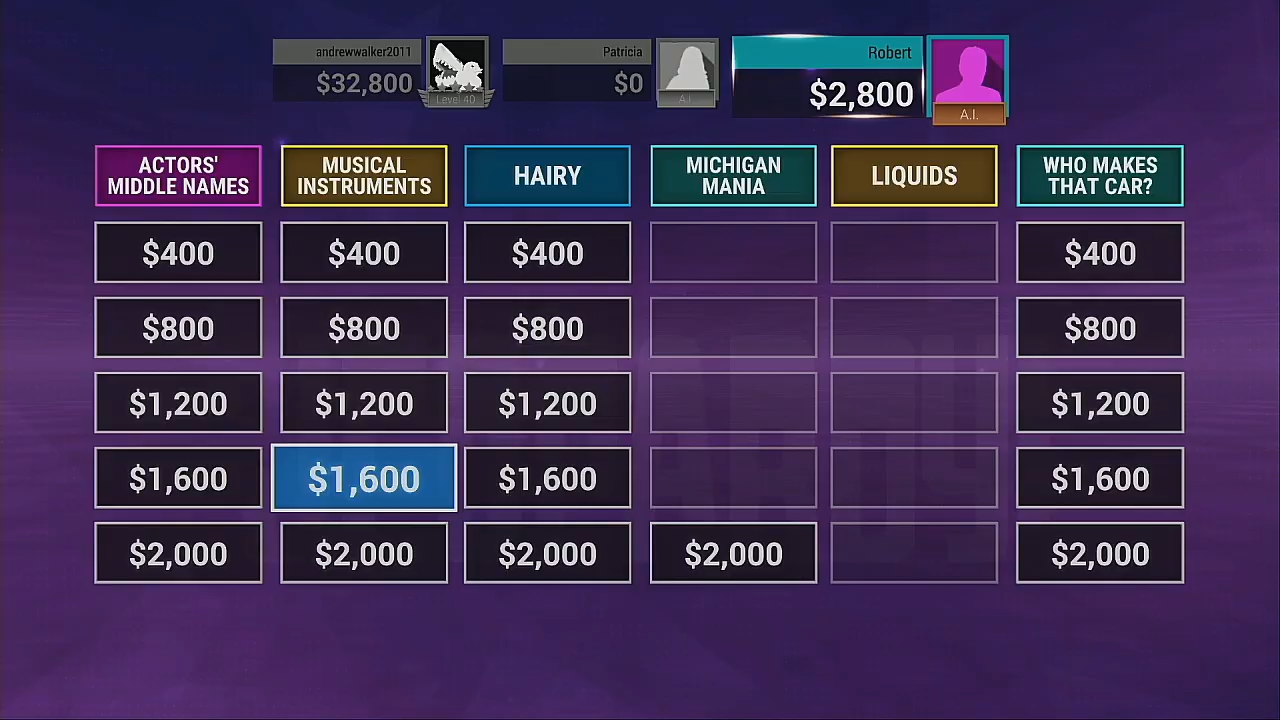 andrewwalker2011
$32,800
Level 40
Patricia
$0
A.I.
Robert
$2,800
A.I.
ACTORS'
MIDDLE NAMES
MUSICAL
INSTRUMENTS
HAIRY
MICHIGAN
MANIA
LIQUIDS
WHO MAKES
THAT CAR?
$400
$400
$400
$400
$800
$800
$800
$800
$1,200
$1,200
$1,200
$1,200
$1,600
$1,600
$1,600
$1,600
$2,000
$2,000
$2,000
$2,000
$2,000